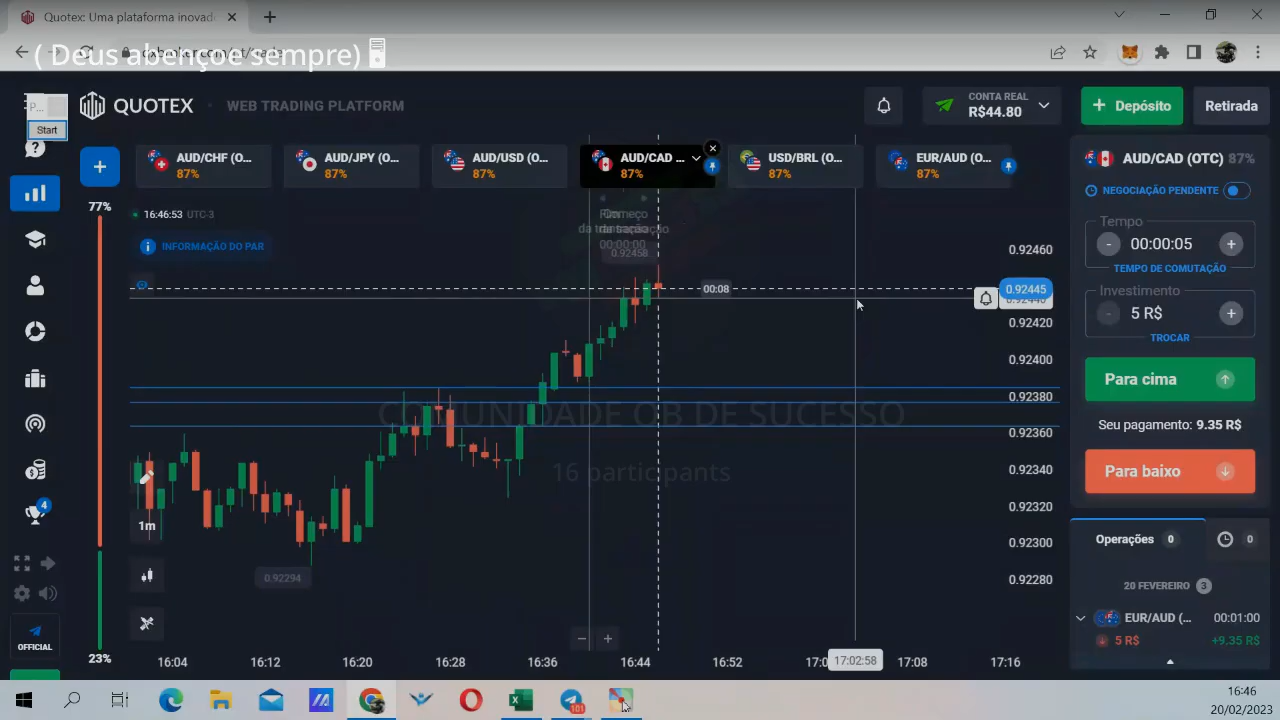 Quotex: Uma plataforma inovad
( Deus abençoe sempre)
P...
Start
QUOTEX
WEB TRADING PLATFORM
CONTA REAL
R$44.80
+ Depósito
Retirada
AUD/CHF (O...
87%
AUD/JPY (O...
87%
AUD/USD (O...
87%
AUD/CAD ...
87%
USD/BRL (O...
87%
EUR/AUD (O...
87%
AUD/CAD (OTC) 87%
NEGOCIAÇÃO PENDENTE
Tempo
- 00:00:05 +
TEMPO DE COMUTAÇÃO
Investimento
- 5 R$ +
TROCAR
Para cima
Seu pagamento: 9.35 R$
Para baixo
Operações 0
0
20 FEVEREIRO 3
EUR/AUD (... 00:01:00
5 R$ +9.35 R$
77%
16:46:53 UTC-3
INFORMAÇÃO DO PAR
00:00:00
0.92458
00:08
0.92460
0.92445
0.92420
0.92400
0.92380
0.92360
0.92340
0.92320
0.92300
0.92280
COMUNIDADE OB DE SUCESSO
16 participants
1m
0.92294
4
OFFICIAL
23%
16:04
16:12
16:20
16:28
16:36
16:44
16:52
17:02:58
17:08
17:16
101
16:46
20/02/2023